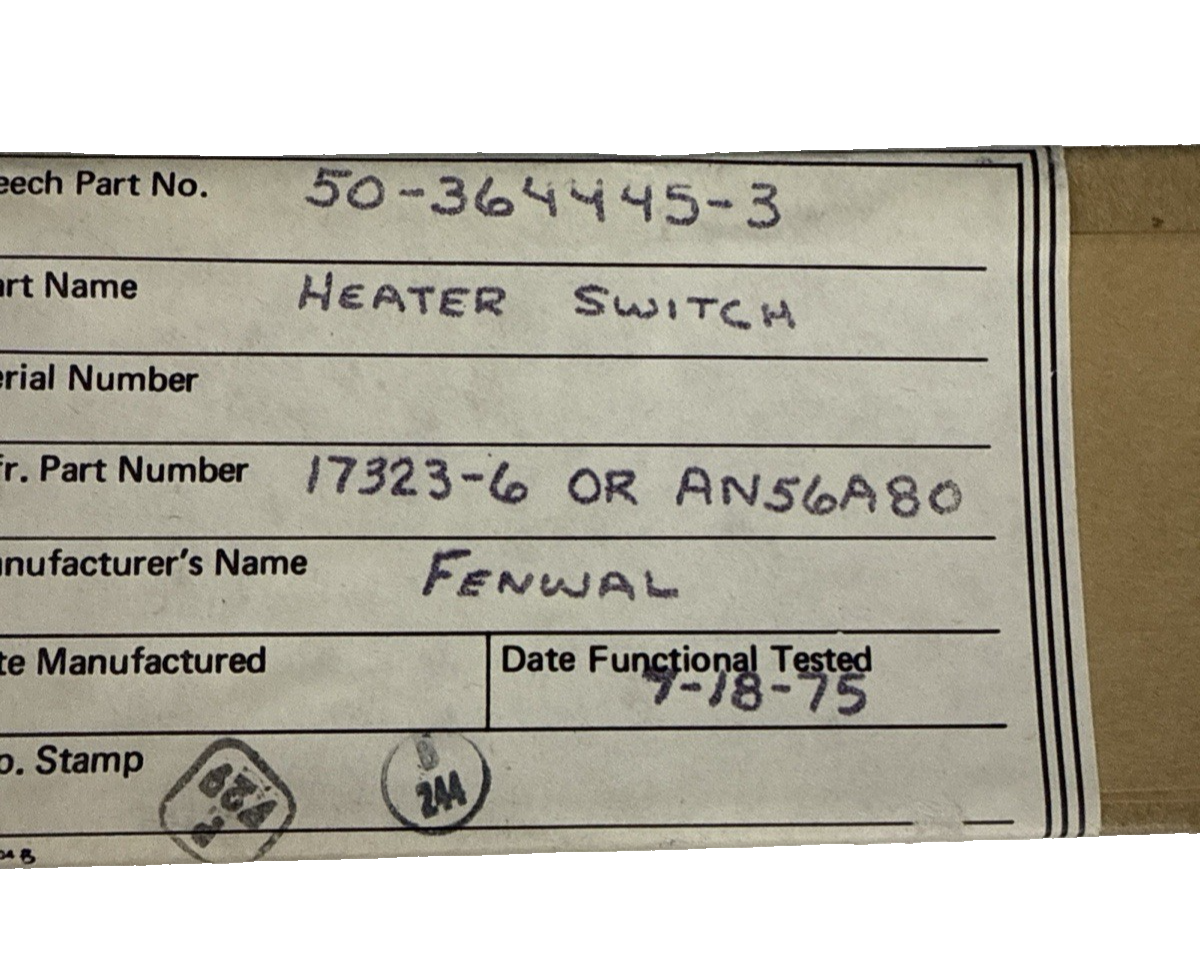 eech Part No. 50-364445-3
art Name HEATER SWITCH
erial Number
fr. Part Number 17323-6 OR AN56A80
anufacturer's Name FENWAL
te Manufactured Date Functional Tested
7-18-75
o. Stamp
244
04 B